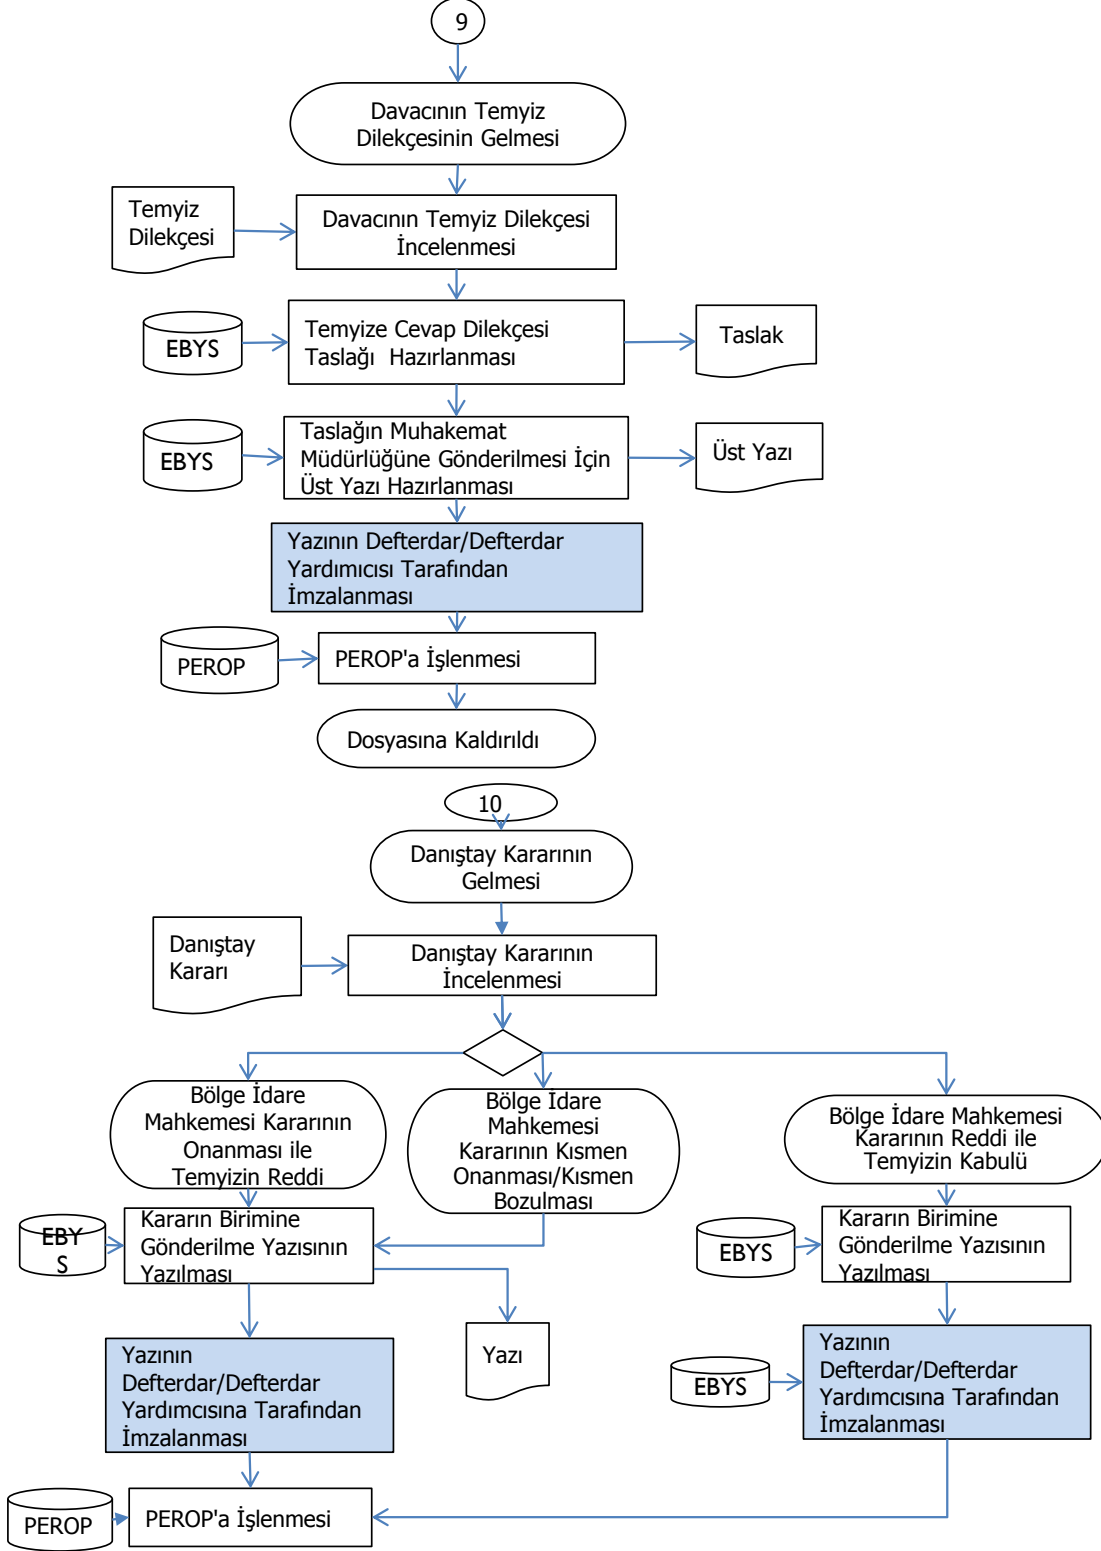 9
Davacının Temyiz
Dilekçesinin Gelmesi
Temyiz
Dilekçesi
Davacının Temyiz Dilekçesi
İncelenmesi
EBYS
Temyize Cevap Dilekçesi
Taslağı Hazırlanması
Taslak
EBYS
Taslağın Muhakemat
Müdürlüğüne Gönderilmesi İçin
Üst Yazı Hazırlanması
Üst Yazı
Yazının Defterdar/Defterdar
Yardımıcısı Tarafından
İmzalanması
PEROP
PEROP'a İşlenmesi
Dosyasına Kaldırıldı
10
Danıştay Kararının
Gelmesi
Danıştay
Kararı
Danıştay Kararının
İncelenmesi
Bölge İdare
Mahkemesi Kararının
Onanması ile
Temyizin Reddi
Bölge İdare
Mahkemesi
Kararının Kısmen
Onanması/Kısmen
Bozulması
Bölge İdare Mahkemesi
Kararının Reddi ile
Temyizin Kabulü
EBY
S
Kararın Birimine
Gönderilme Yazısının
Yazılması
EBYS
Kararın Birimine
Gönderilme Yazısının
Yazılması
Yazı
Yazının
Defterdar/Defterdar
Yardımcısına Tarafından
İmzalanması
EBYS
Yazının
Defterdar/Defterdar
Yardımcısına Tarafından
İmzalanması
PEROP
PEROP'a İşlenmesi